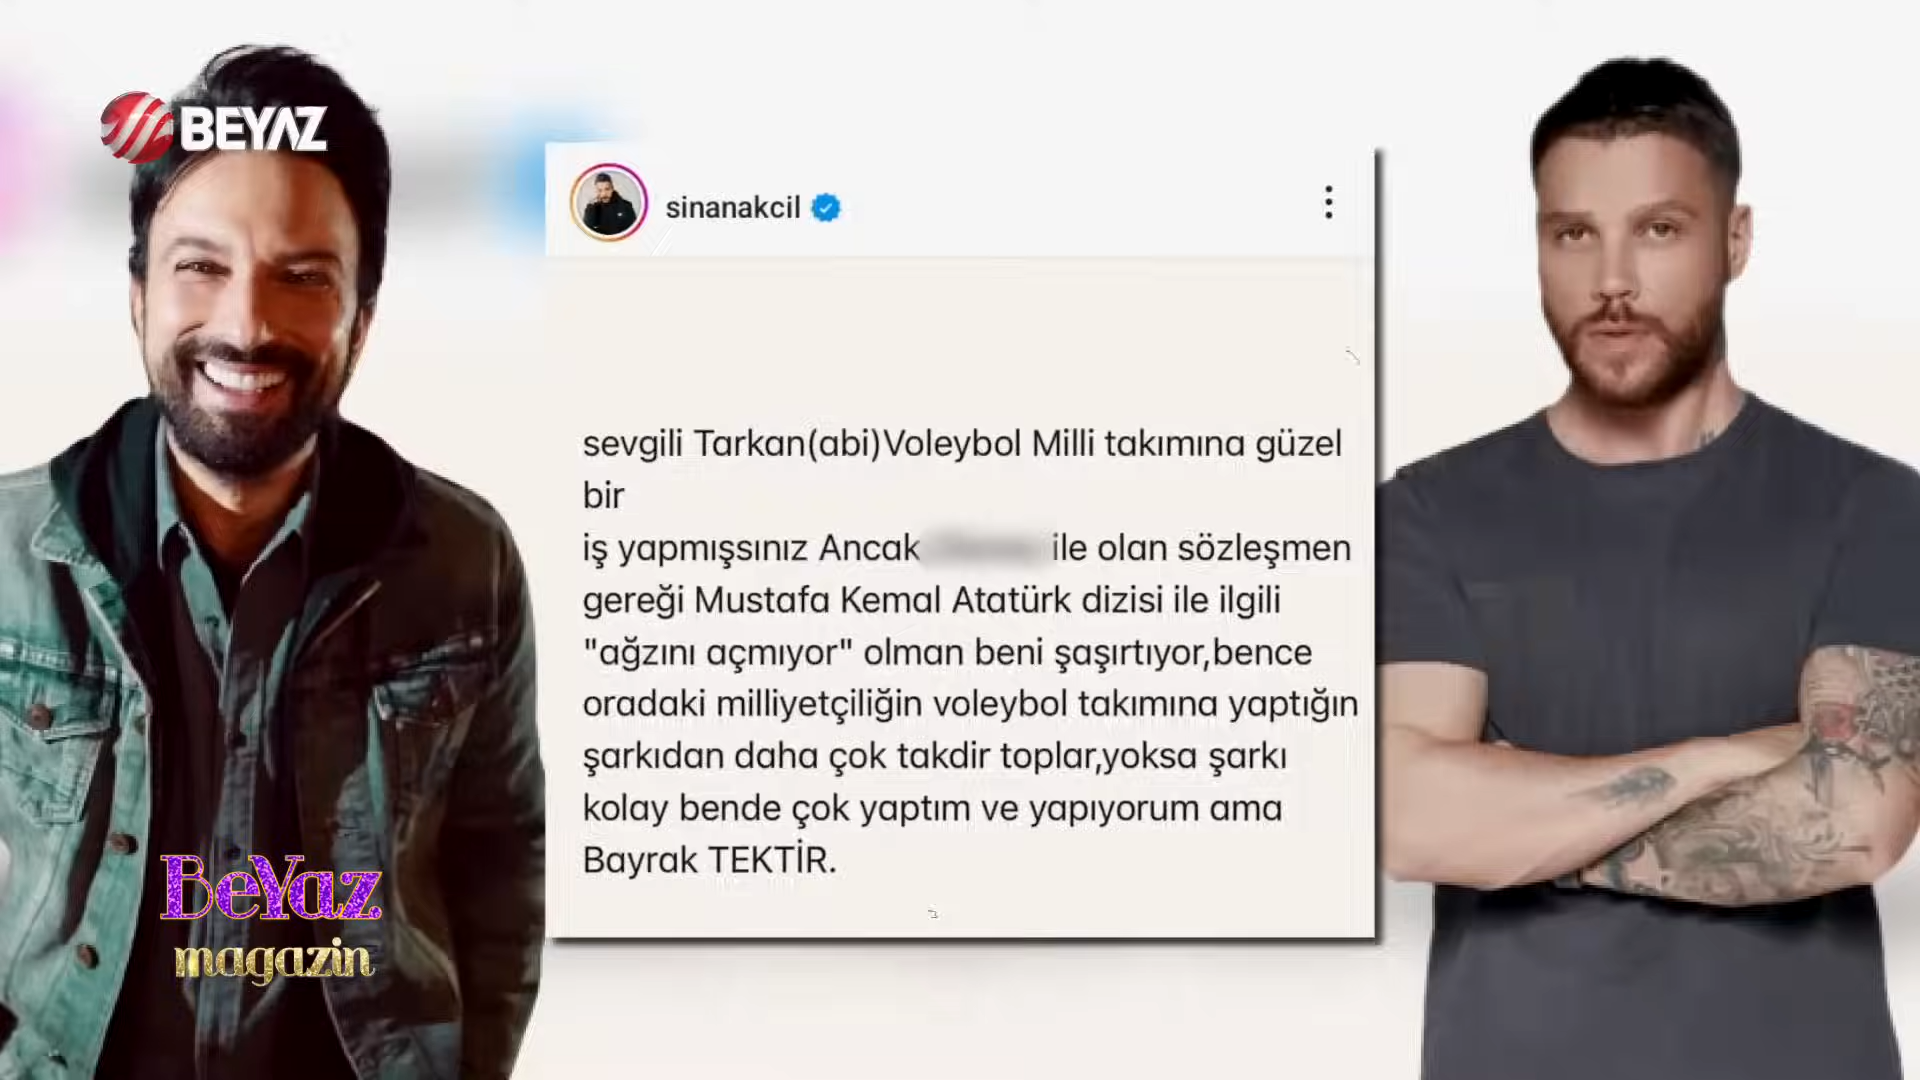 BEYAZ
sinanakcil
sevgili Tarkan(abi)Voleybol Milli takımına güzel
bir
iş yapmışsınız Ancak ile olan sözleşmen
gereği Mustafa Kemal Atatürk dizisi ile ilgili
"ağzını açmıyor" olman beni şaşırtıyor,bence
oradaki milliyetçiliğin voleybol takımına yaptığın
şarkıdan daha çok takdir toplar,yoksa şarkı
kolay bende çok yaptım ve yapıyorum ama
Bayrak TEKTİR.
BeYaz
magazin